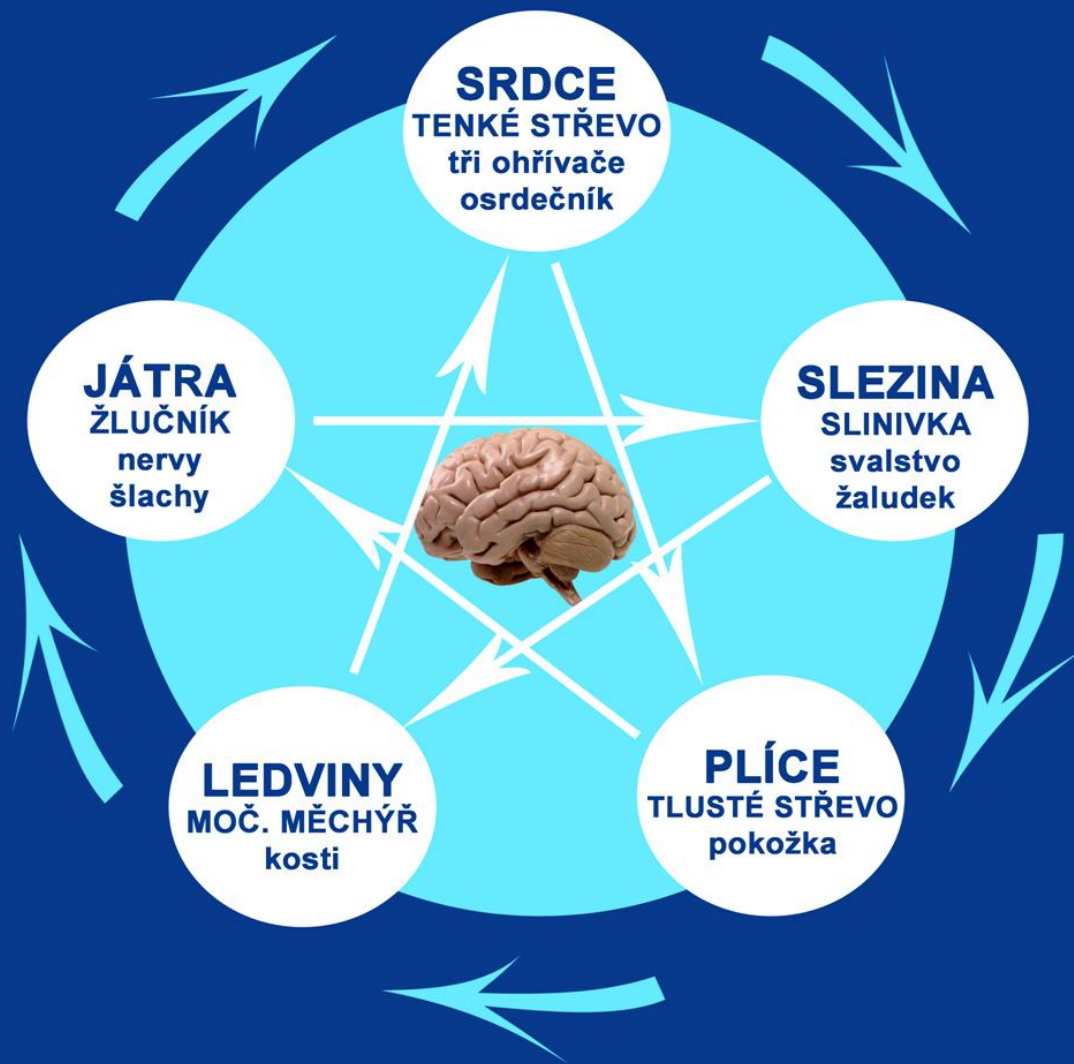 SRDCE
TENKÉ STŘEVO
tři ohřívače
osrdečník
JÁTRA
ŽLUČNÍK
nervy
šlachy
SLEZINA
SLINIVKA
svalstvo
žaludek
LEDVINY
MOČ. MĚCHÝŘ
kosti
PLÍCE
TLUSTÉ STŘEVO
pokožka